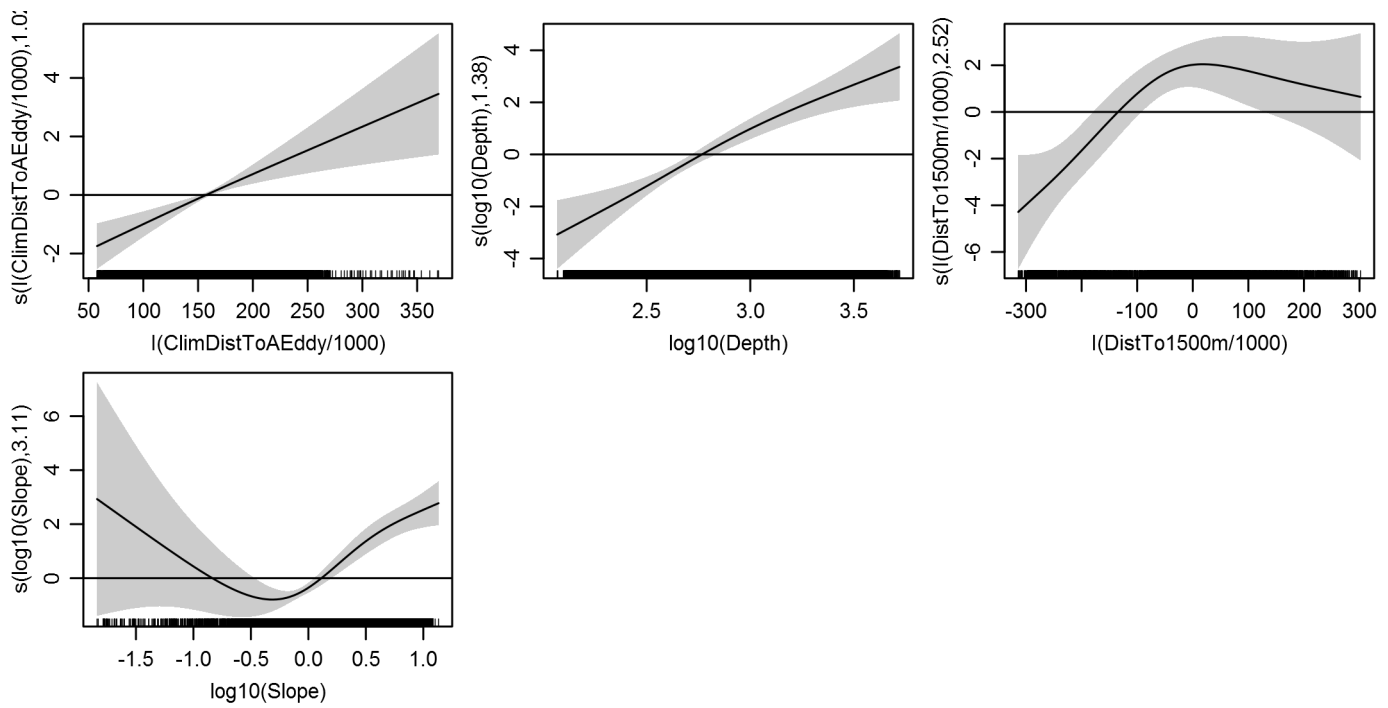 s(I(ClimDistToAEddy/1000),1.02
4
2
0
-2
50 100 150 200 250 300 350
I(ClimDistToAEddy/1000)
s(log10(Depth),1.38)
4
2
0
-2
-4
2.5 3.0 3.5
log10(Depth)
s(I(DistTo1500m/1000),2.52)
2
0
-2
-4
-6
-300 -100 0 100 200 300
I(DistTo1500m/1000)
s(log10(Slope),3.11)
6
4
2
0
-1.5 -1.0 -0.5 0.0 0.5 1.0
log10(Slope)